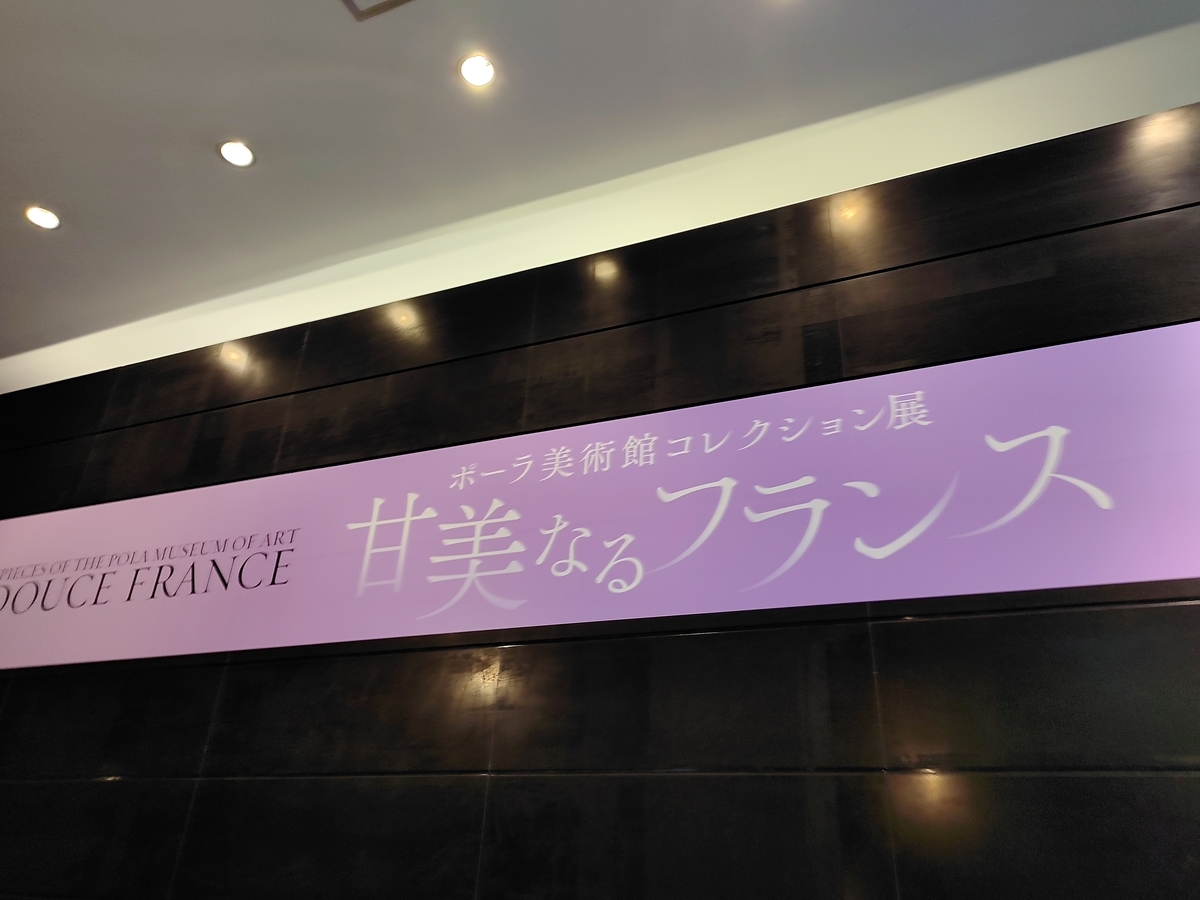 PIECES OF THE POLA MUSEUM OF ART
DOUCE FRANCE
ポーラ美術館コレクション展
甘美なるフランス